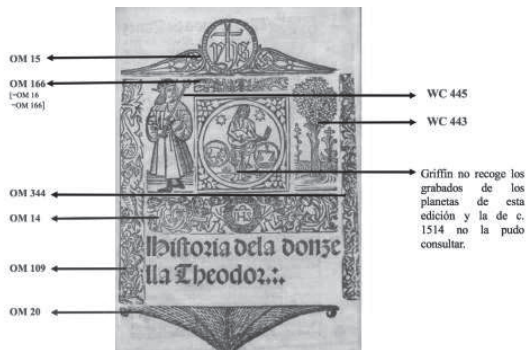 yhs
OM 15
OM 166
[=OM 16
=OM 166]
WC 445
WC 443
Griffin no recoge los
grabados de los
planetas de esta
edición y la de c.
1514 no la pudo
consultar.
OM 344
OM 14
IHS
Historia dela donze
lla Theodor.:.
OM 109
OM 20